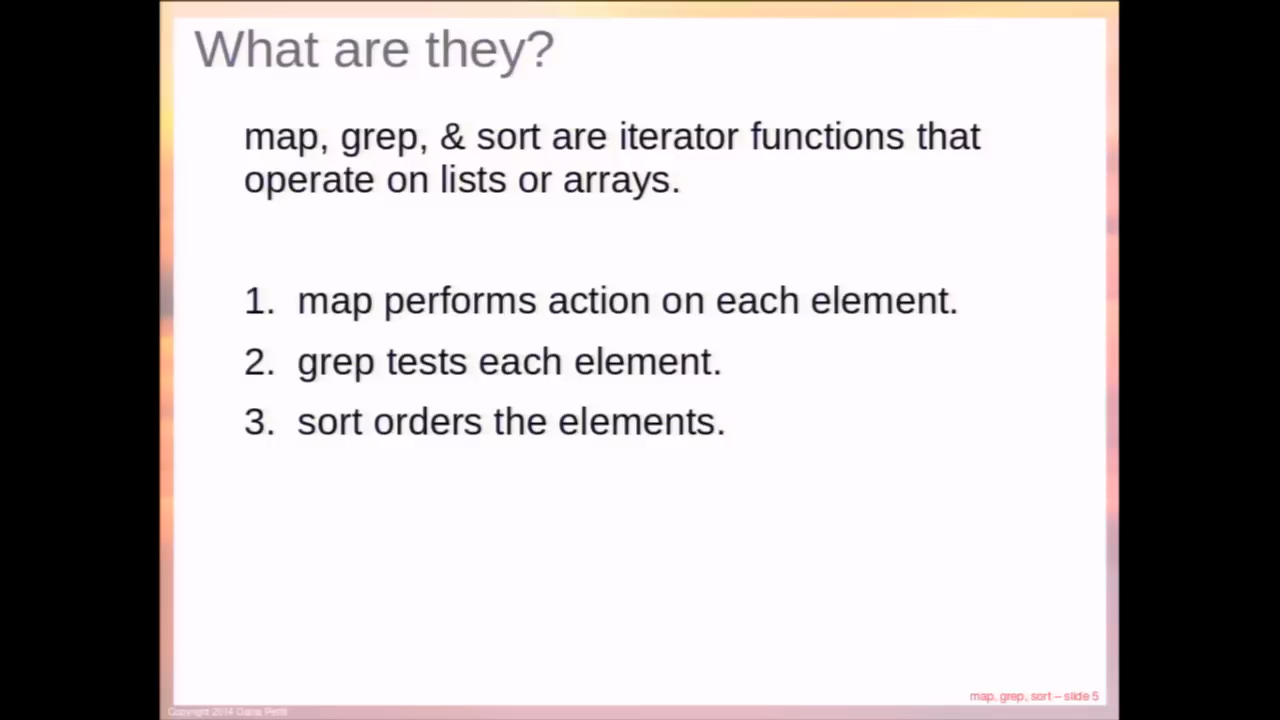 What are they?
map, grep, & sort are iterator functions that
operate on lists or arrays.
1. map performs action on each element.
2. grep tests each element.
3. sort orders the elements.
map, grep, sort – slide 5
Copyright 2014